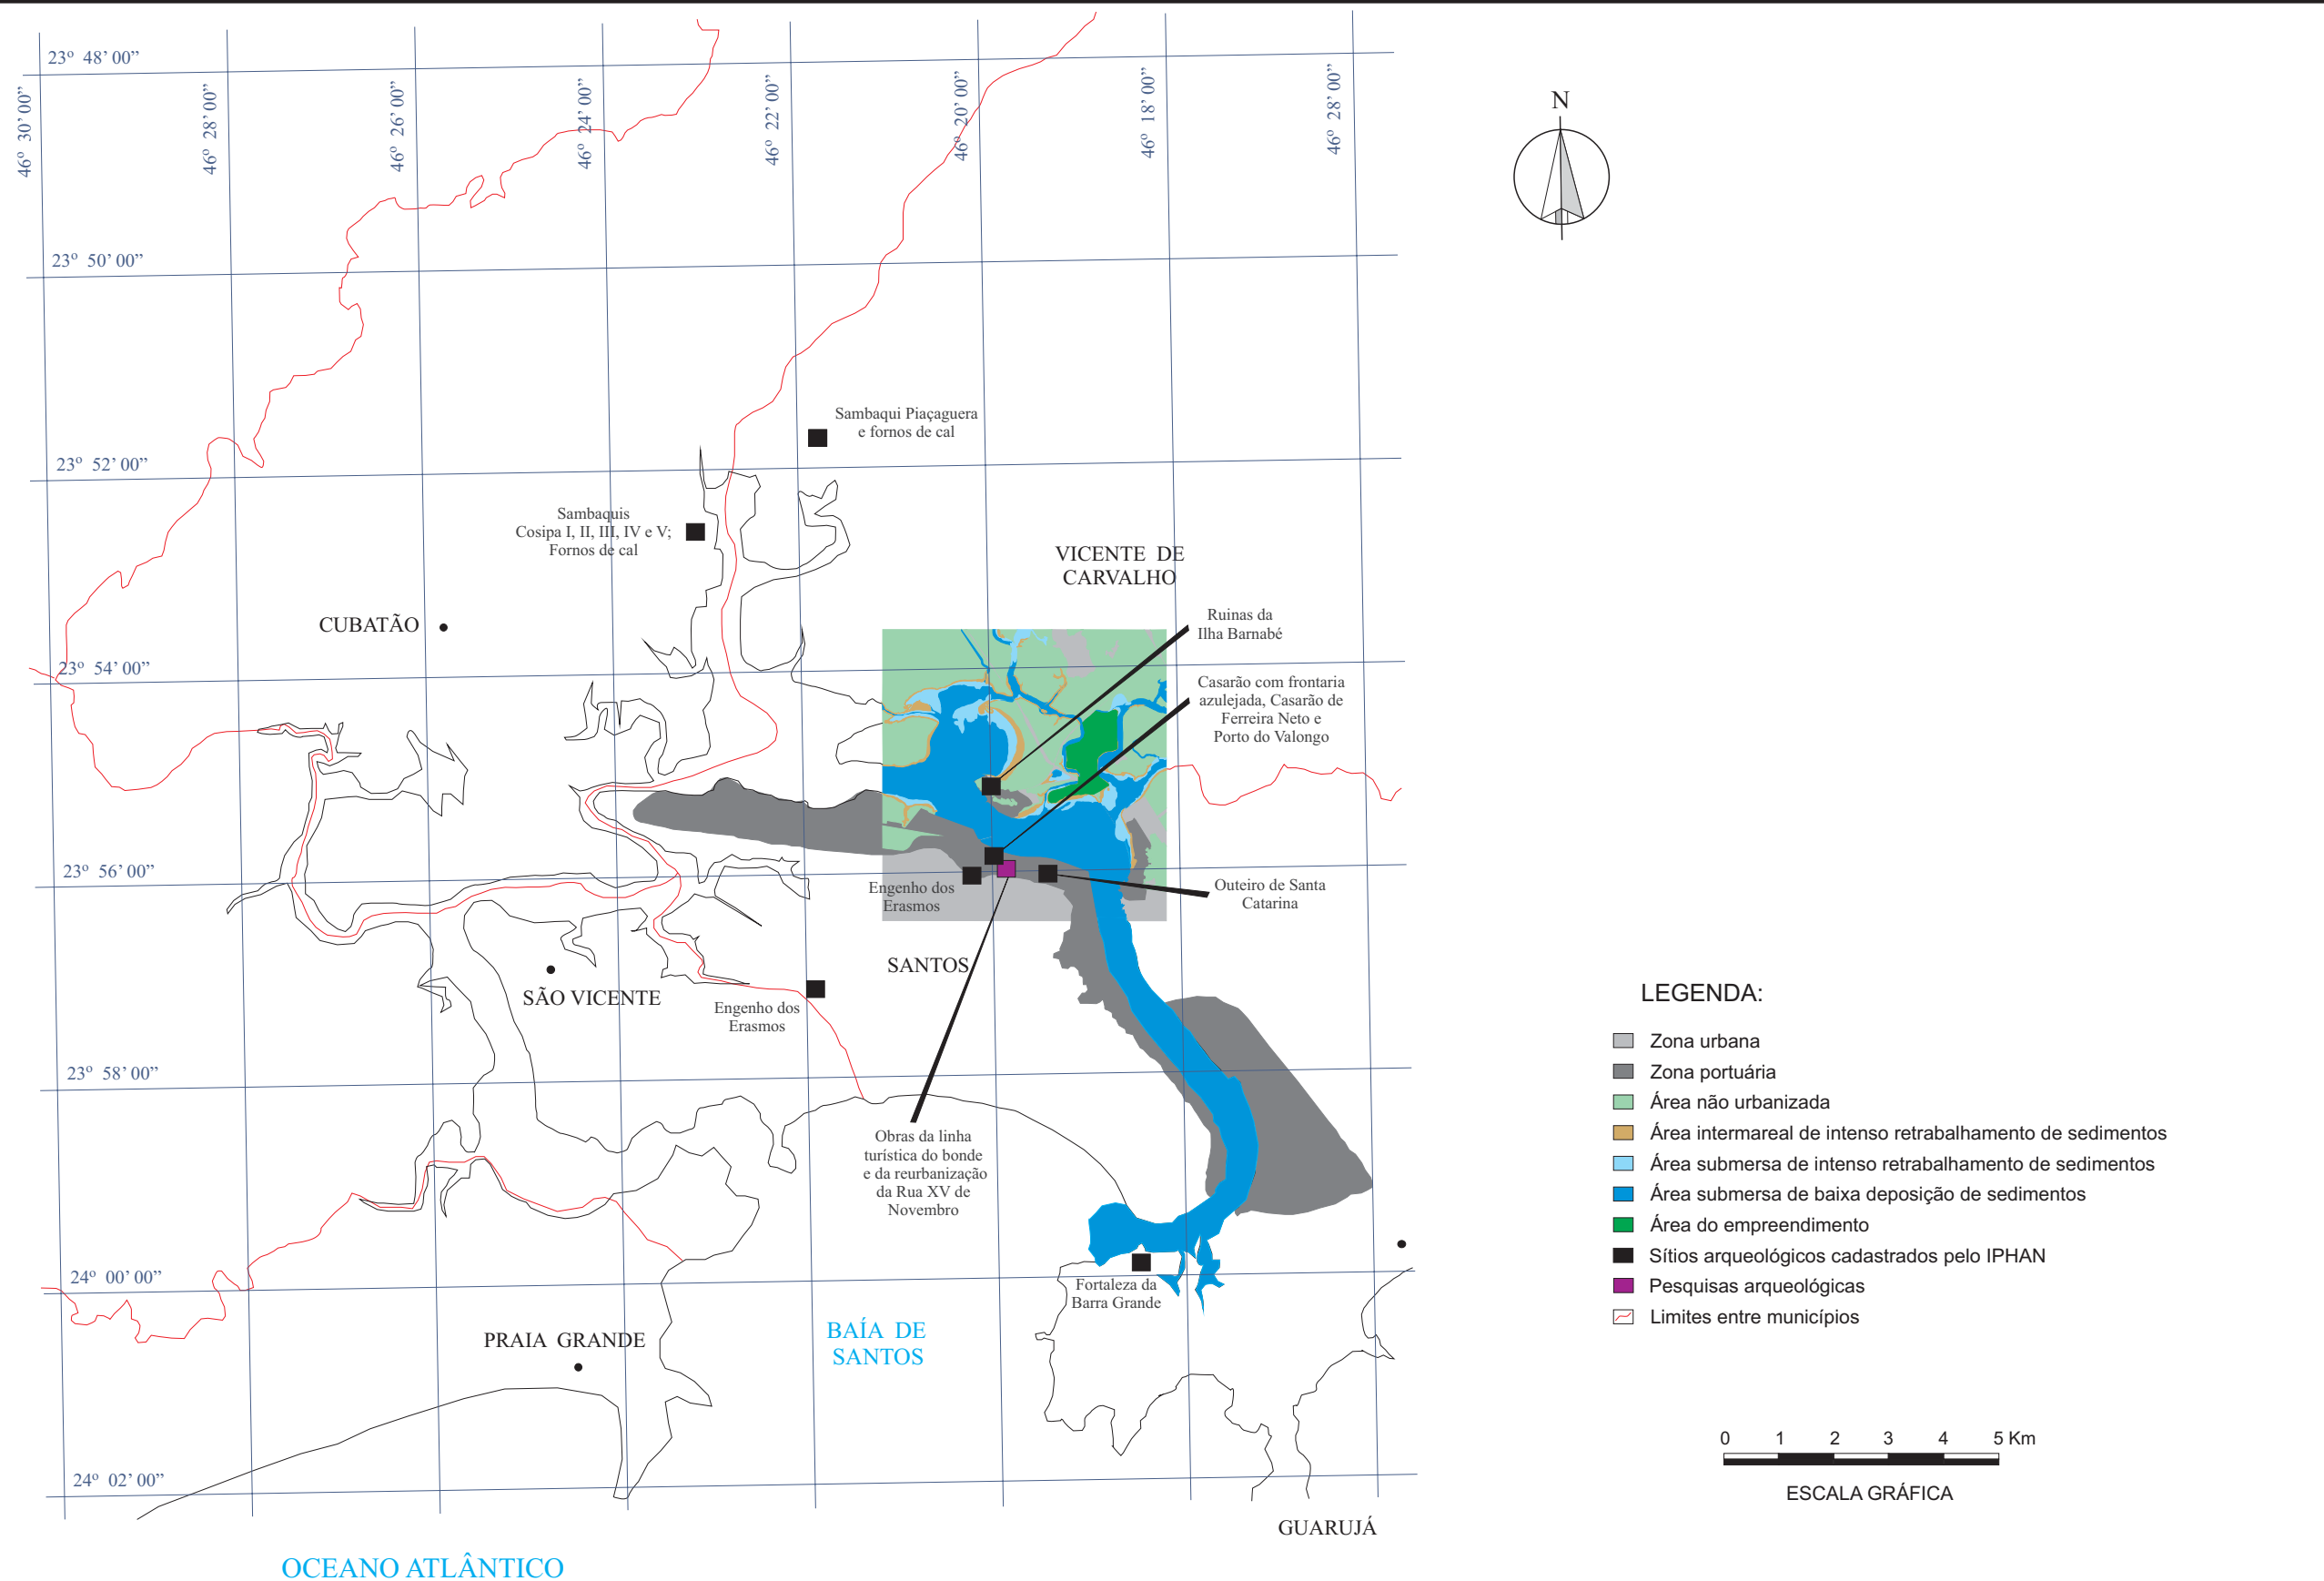 23º 48' 00”
46º 30' 00”
46º 28' 00”
46º 26' 00”
46º 24' 00”
46º 22' 00”
46º 20' 00”
46º 18' 00”
46º 28' 00”
N
23º 50' 00”
Sambaqui Piaçaguera
e fornos de cal
23º 52' 00”
Sambaquis
Cosipa I, II, III, IV e V;
Fornos de cal
VICENTE DE
CARVALHO
Ruinas da
Ilha Barnabé
CUBATÃO
23º 54' 00”
Casarão com frontaria
azulejada, Casarão de
Ferreira Neto e
Porto do Valongo
23º 56' 00”
Engenho dos
Erasmos
Outeiro de Santa
Catarina
SANTOS
SÃO VICENTE
Engenho dos
Erasmos
23º 58' 00”
Obras da linha
turística do bonde
e da reurbanização
da Rua XV de
Novembro
24º 00' 00”
Fortaleza da
Barra Grande
BAÍA DE
SANTOS
PRAIA GRANDE
24º 02' 00”
GUARUJÁ
OCEANO ATLÂNTICO
LEGENDA:
Zona urbana
Zona portuária
Área não urbanizada
Área intermareal de intenso retrabalhamento de sedimentos
Área submersa de intenso retrabalhamento de sedimentos
Área submersa de baixa deposição de sedimentos
Área do empreendimento
Sítios arqueológicos cadastrados pelo IPHAN
Pesquisas arqueológicas
Limites entre municípios
0 1 2 3 4 5 Km
ESCALA GRÁFICA